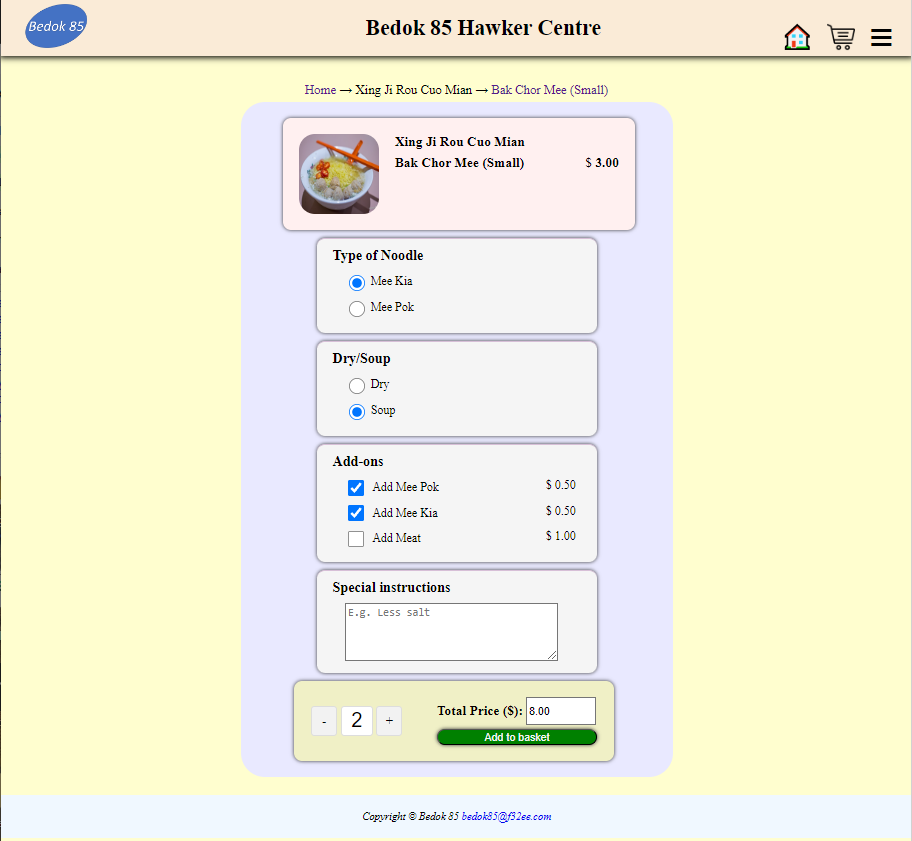 Bedok 85
Bedok 85 Hawker Centre
Home → Xing Ji Rou Cuo Mian → Bak Chor Mee (Small)
Xing Ji Rou Cuo Mian
Bak Chor Mee (Small) $ 3.00
Type of Noodle
Mee Kia
Mee Pok
Dry/Soup
Dry
Soup
Add-ons
Add Mee Pok $ 0.50
Add Mee Kia $ 0.50
Add Meat $ 1.00
Special instructions
E.g. Less salt
- 2 + Total Price ($): 8.00
Add to basket
Copyright © Bedok 85 bedok85@f32ee.com